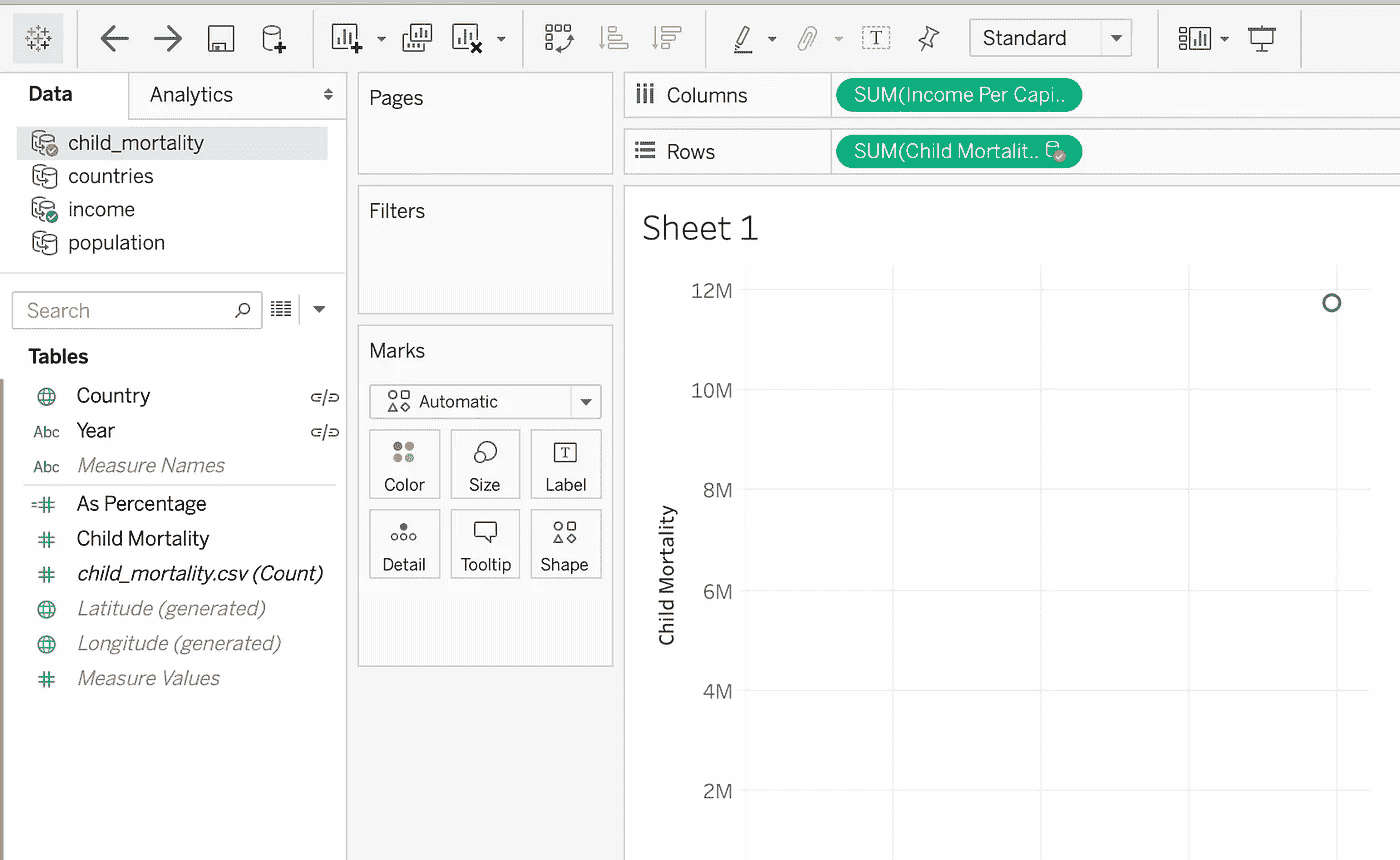 Standard
Data
Analytics
child_mortality
countries
income
population
Search
Tables
Country
Abc Year
Abc Measure Names
As Percentage
Child Mortality
child_mortality.csv (Count)
Latitude (generated)
Longitude (generated)
Measure Values
Pages
Filters
Marks
Automatic
Color
Size
T
Label
Detail
Tooltip
Shape
Columns
SUM(Income Per Capi..
Rows
SUM(Child Mortalit..
Sheet 1
12M
10M
8M
6M
4M
2M
Child Mortality